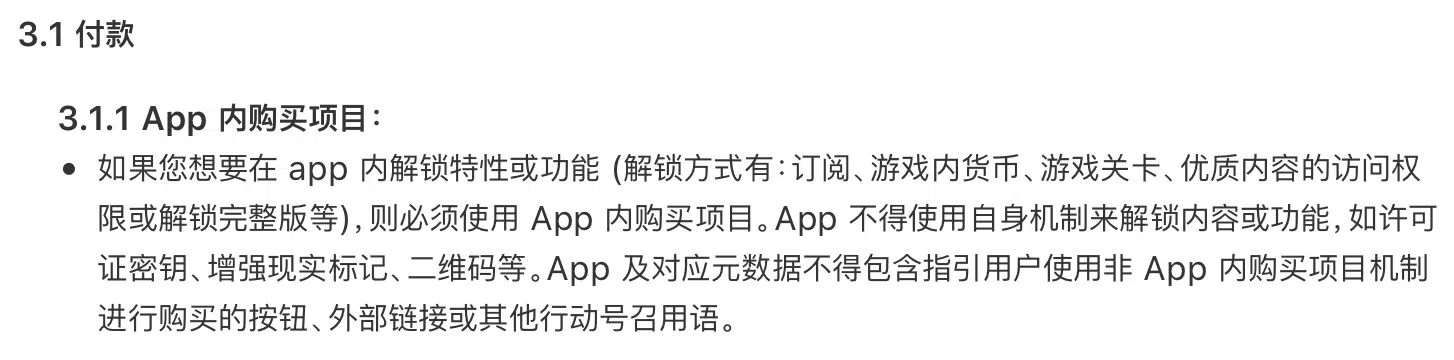 3.1 付款
3.1.1 App 内购买项目：
• 如果您想要在 app 内解锁特性或功能 (解锁方式有：订阅、游戏内货币、游戏关卡、优质内容的访问权
限或解锁完整版等)，则必须使用 App 内购买项目。App 不得使用自身机制来解锁内容或功能，如许可
证密钥、增强现实标记、二维码等。App 及对应元数据不得包含指引用户使用非 App 内购买项目机制
进行购买的按钮、外部链接或其他行动号召用语。